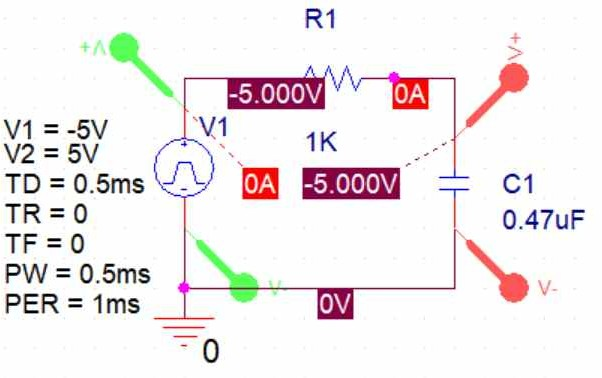 R1
V+
V+
-5.000V
0A
V1
V1 = -5V
V2 = 5V
TD = 0.5ms
TR = 0
TF = 0
PW = 0.5ms
PER = 1ms
1K
0A
-5.000V
C1
0.47uF
V-
V-
0V
0